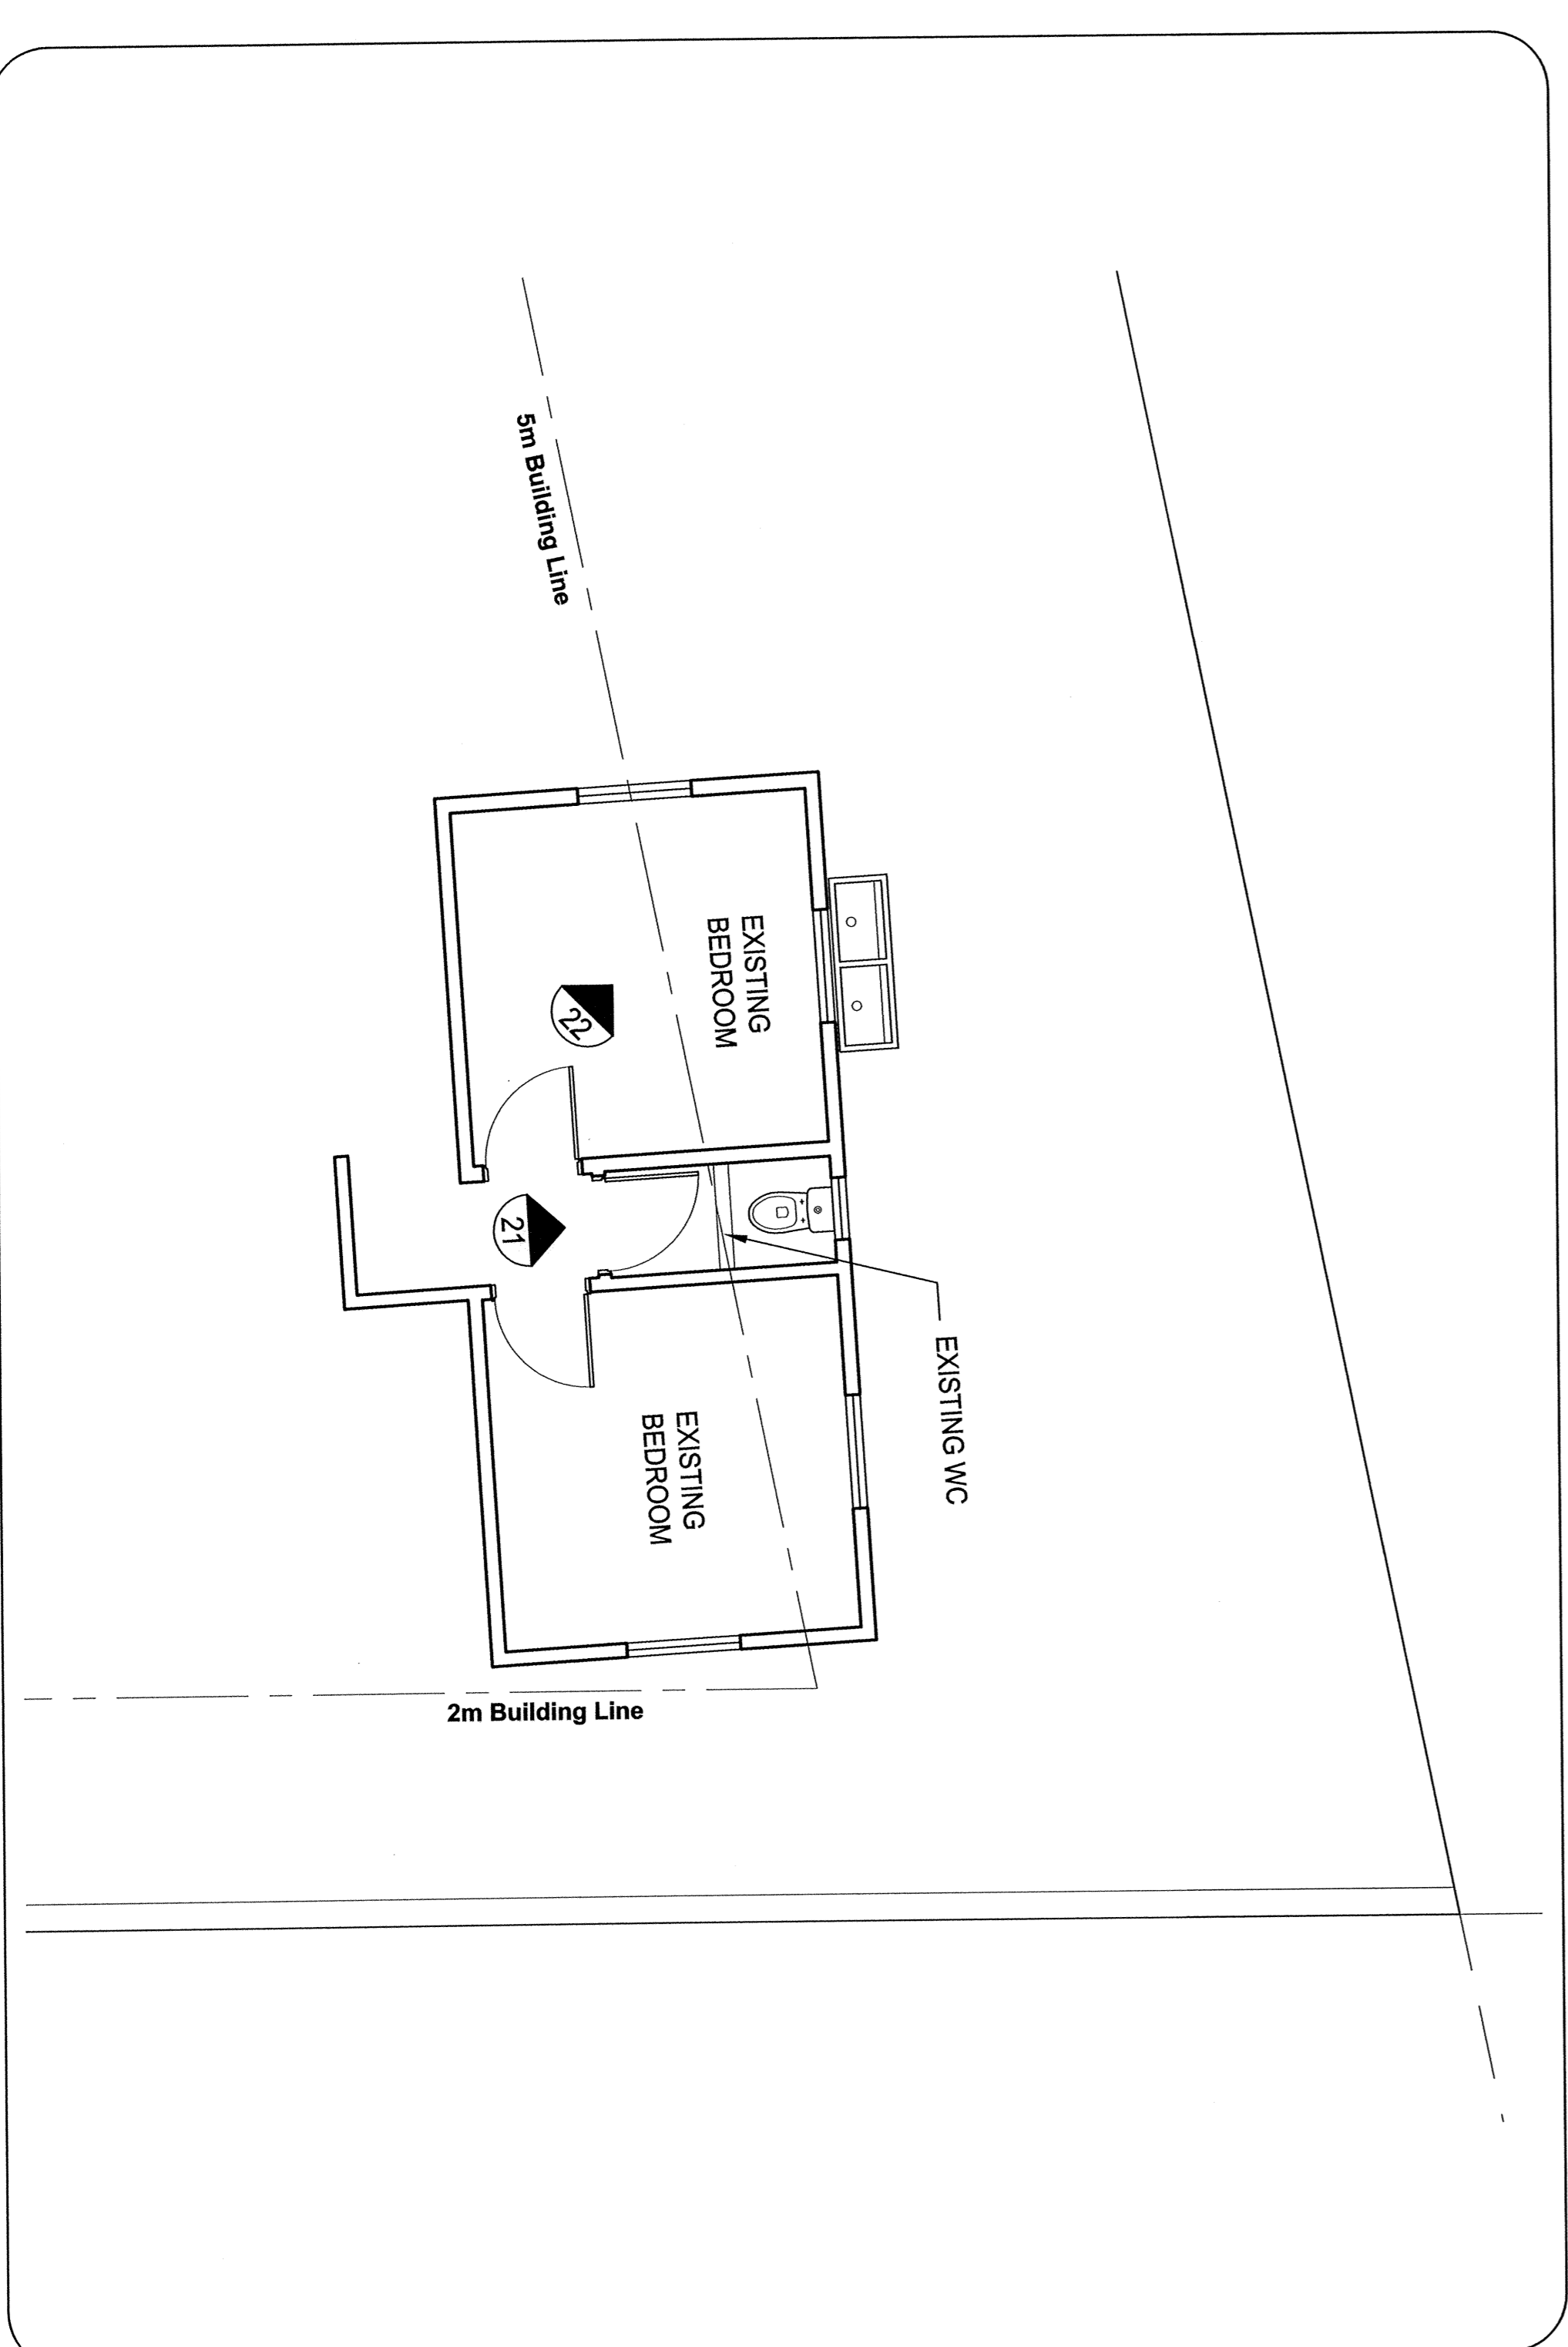 5m Building Line
EXISTING
BEDROOM
22
21
EXISTING WC
EXISTING
BEDROOM
2m Building Line